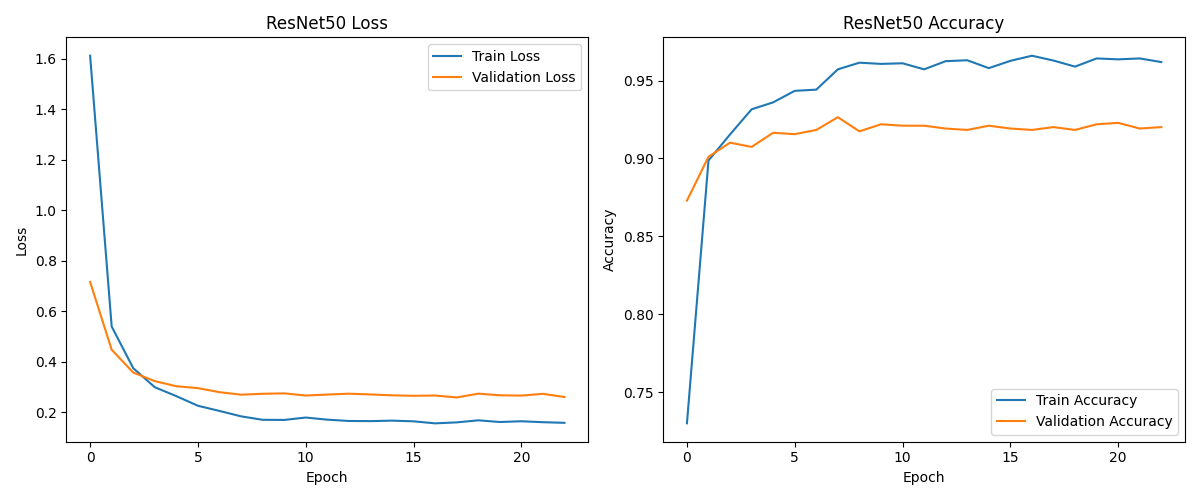 ResNet50 Loss
Train Loss
Validation Loss
1.6
1.4
1.2
1.0
0.8
0.6
0.4
0.2
Loss
0 5 10 15 20
Epoch
ResNet50 Accuracy
0.95
0.90
0.85
0.80
0.75
Accuracy
Train Accuracy
Validation Accuracy
0 5 10 15 20
Epoch